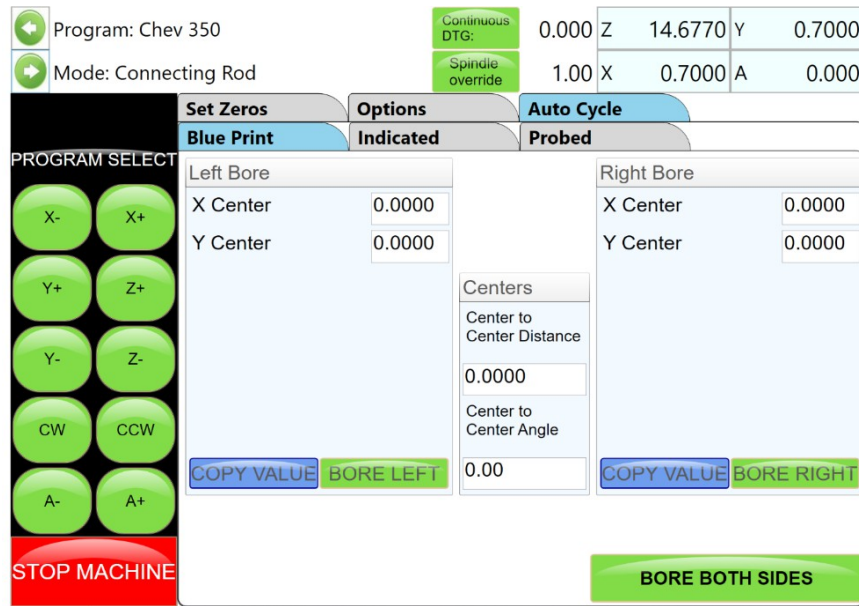 Program: Chev 350
Continuous DTG: 0.000 Z 14.6770 Y 0.7000
Mode: Connecting Rod
Spindle override 1.00 X 0.7000 A 0.000
Set Zeros Options Auto Cycle
Blue Print Indicated Probed
PROGRAM SELECT
X- X+
Y+ Z+
Y- Z-
CW CCW
A- A+
STOP MACHINE
Left Bore
X Center 0.0000
Y Center 0.0000
COPY VALUE BORE LEFT
Centers
Center to
Center Distance
0.0000
Center to
Center Angle
0.00
Right Bore
X Center 0.0000
Y Center 0.0000
COPY VALUE BORE RIGHT
BORE BOTH SIDES